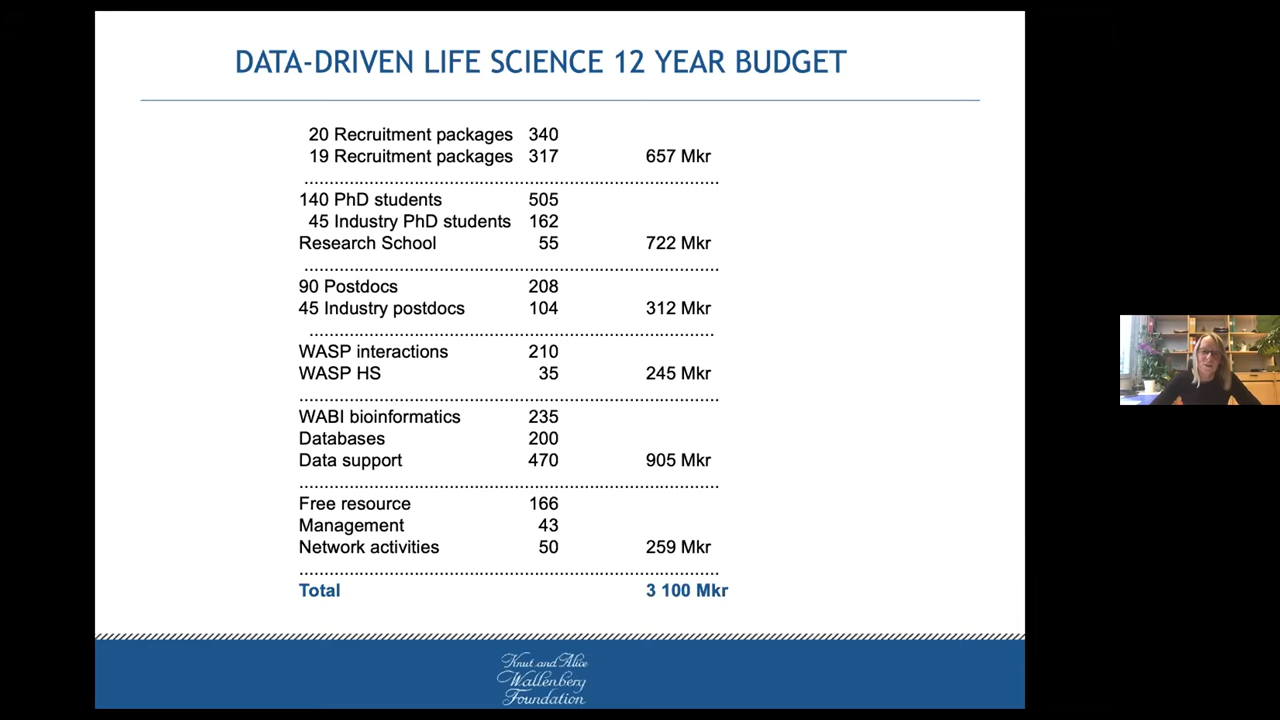 DATA-DRIVEN LIFE SCIENCE 12 YEAR BUDGET
20 Recruitment packages 340
19 Recruitment packages 317 657 Mkr
140 PhD students 505
45 Industry PhD students 162
Research School 55 722 Mkr
90 Postdocs 208
45 Industry postdocs 104 312 Mkr
WASP interactions 210
WASP HS 35 245 Mkr
WABI bioinformatics 235
Databases 200
Data support 470 905 Mkr
Free resource 166
Management 43
Network activities 50 259 Mkr
Total 3 100 Mkr
Knut and Alice
Wallenberg
Foundation